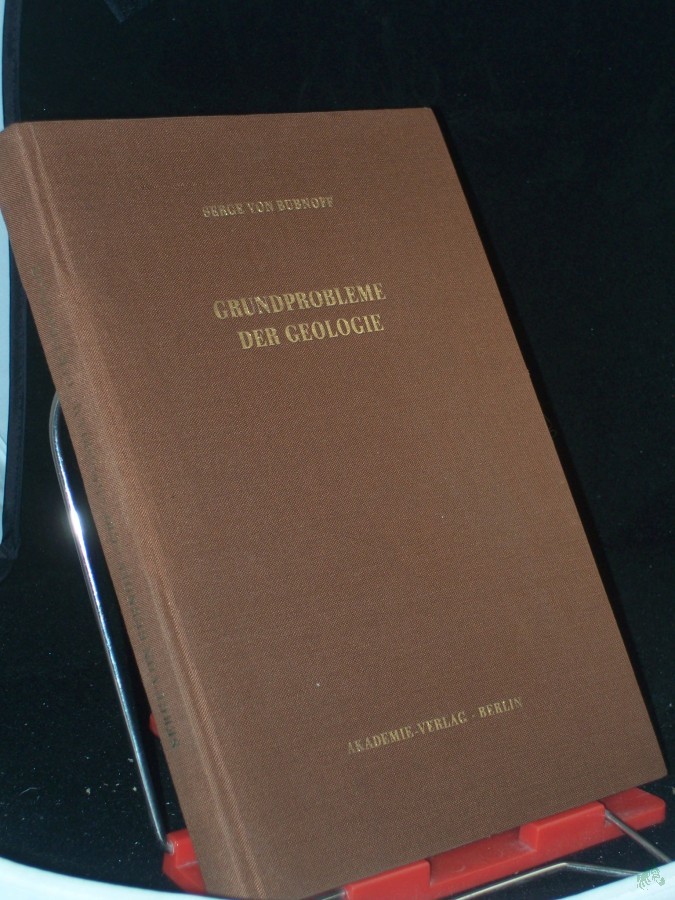 SERGE VON BUBNOFF
GRUNDPROBLEME
DER GEOLOGIE
AKADEMIE-VERLAG · BERLIN